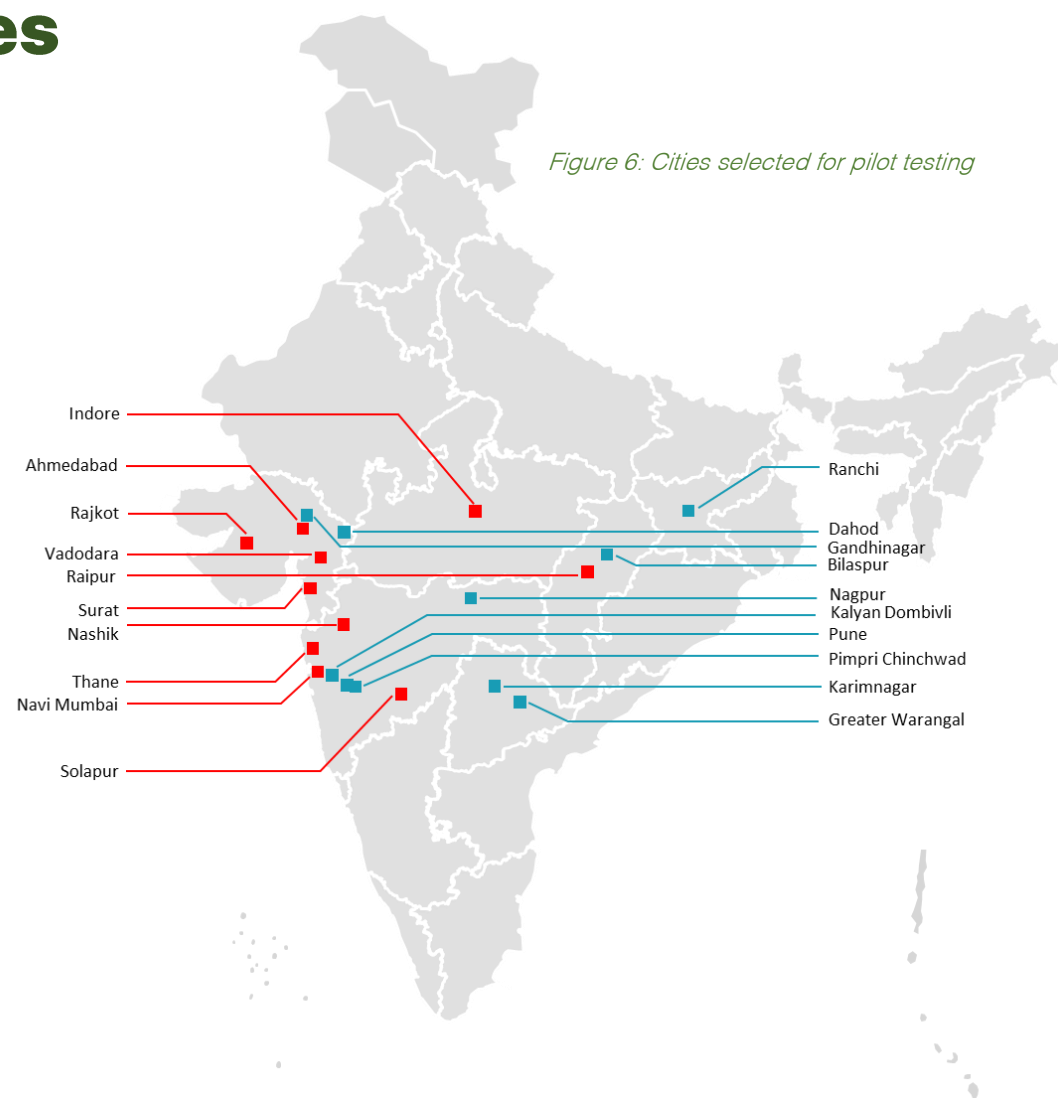 es
Figure 6: Cities selected for pilot testing
Indore
Ahmedabad
Rajkot
Vadodara
Raipur
Surat
Nashik
Thane
Navi Mumbai
Solapur
Ranchi
Dahod
Gandhinagar
Bilaspur
Nagpur
Kalyan Dombivli
Pune
Pimpri Chinchwad
Karimnagar
Greater Warangal